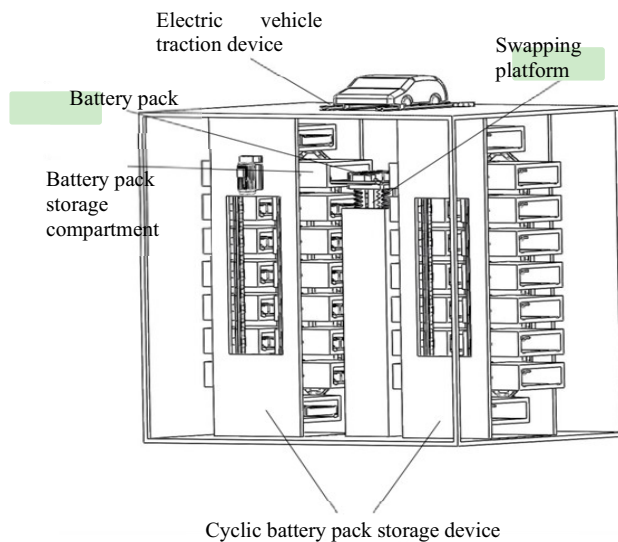 Electric vehicle
traction device
Swapping
platform
Battery pack
Battery pack
storage
compartment
Cyclic battery pack storage device